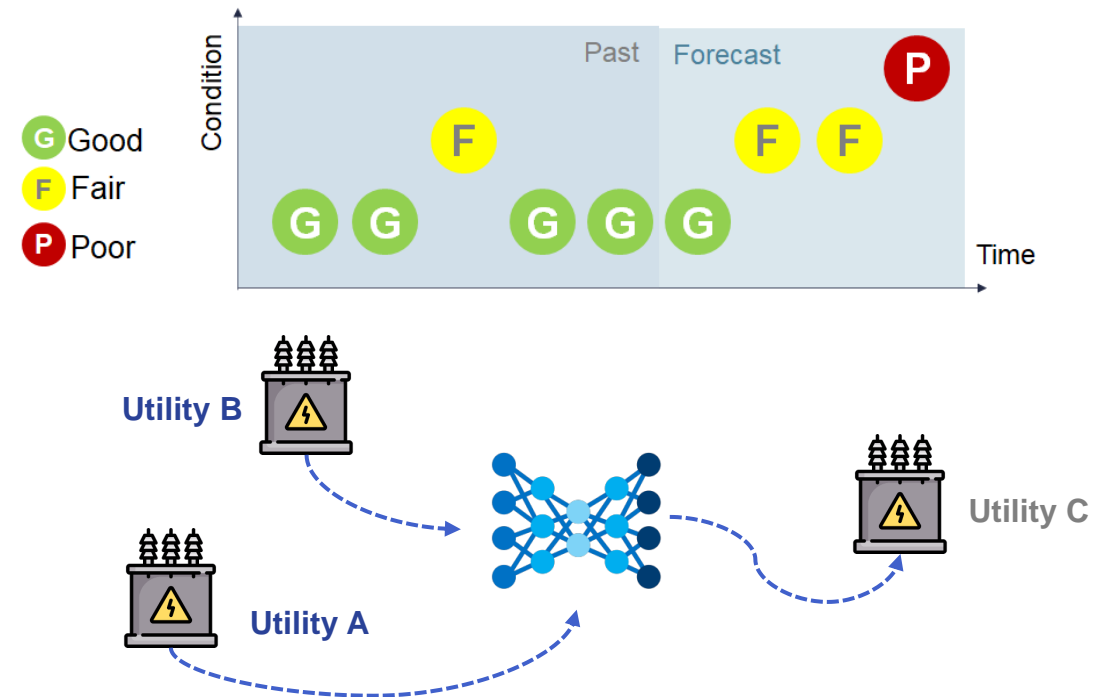 Condition
Past
Forecast
P
G Good
F Fair
P Poor
F
F
F
G
G
G
G
G
Time
Utility B
Utility C
Utility A